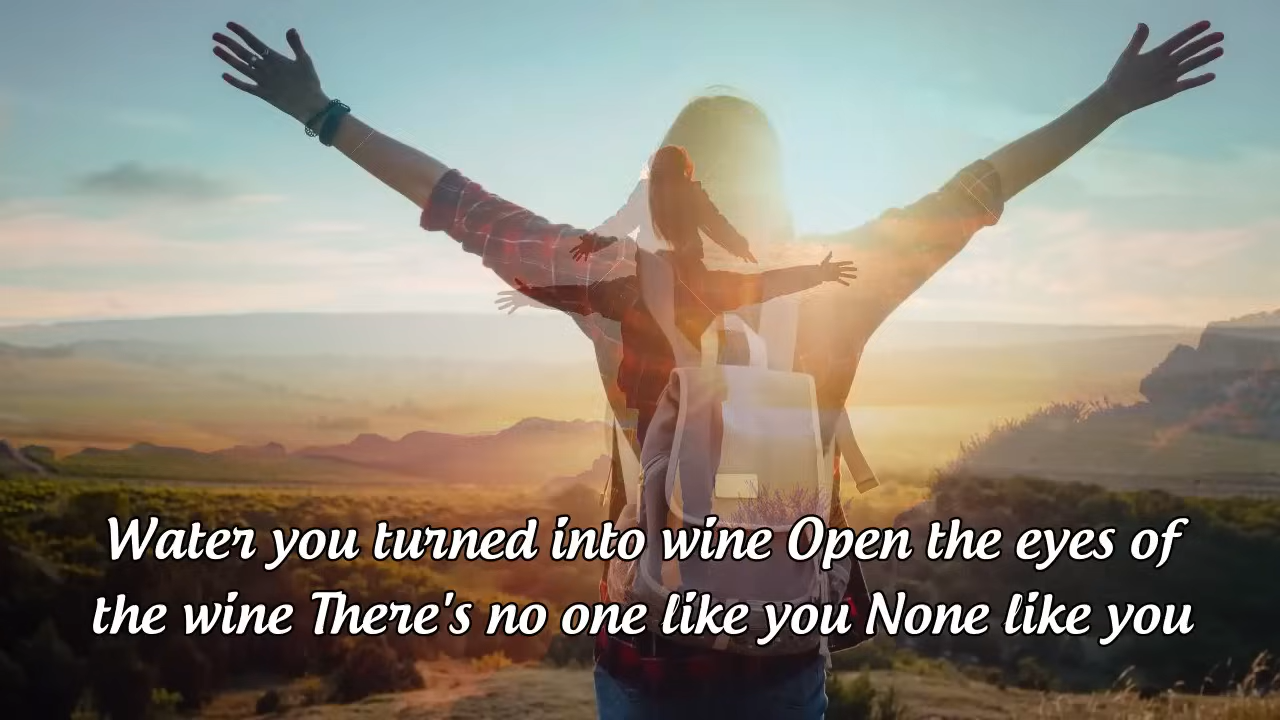 Water you turned into wine Open the eyes of
the wine There's no one like you None like you